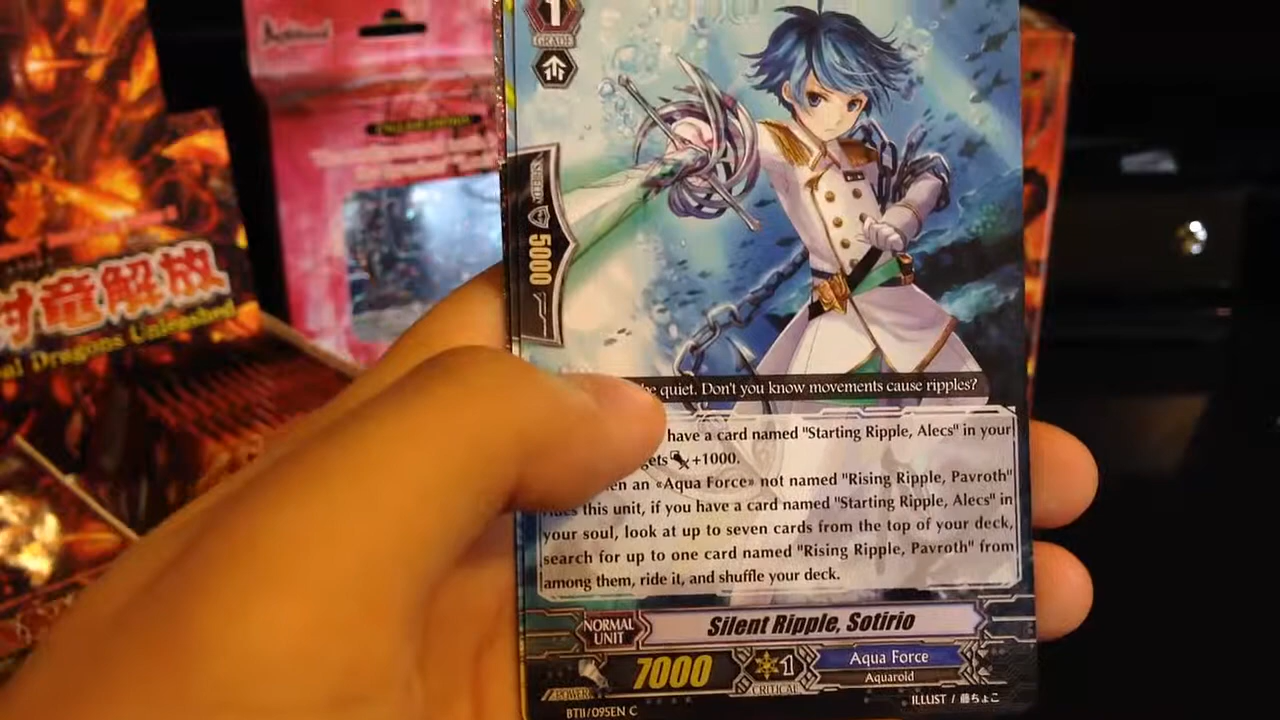 1
GRADE
SHIELD
5000
be quiet. Don't you know movements cause ripples?
have a card named "Starting Ripple, Alecs" in your
gets +1000.
en an «Aqua Force» not named "Rising Ripple, Pavroth"
rides this unit, if you have a card named "Starting Ripple, Alecs" in
your soul, look at up to seven cards from the top of your deck,
search for up to one card named "Rising Ripple, Pavroth" from
among them, ride it, and shuffle your deck.
NORMAL
UNIT
Silent Ripple, Sotirio
POWER
7000
1
CRITICAL
Aqua Force
Aquaroid
BT11/095EN C
ILLUST / 藤ちょこ
封竜解放
al Dragons Unleashed